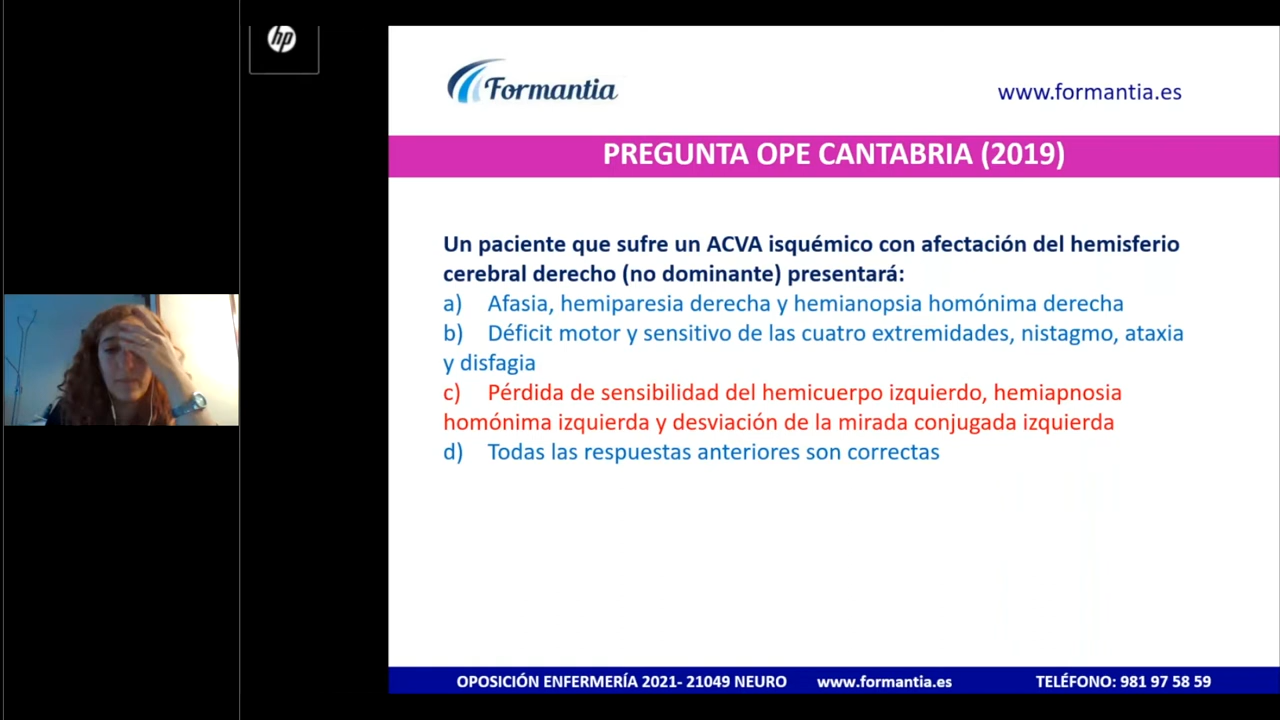 hp
Formantia
www.formantia.es
PREGUNTA OPE CANTABRIA (2019)
Un paciente que sufre un ACVA isquémico con afectación del hemisferio
cerebral derecho (no dominante) presentará:
a) Afasia, hemiparesia derecha y hemianopsia homónima derecha
b) Déficit motor y sensitivo de las cuatro extremidades, nistagmo, ataxia
y disfagia
c) Pérdida de sensibilidad del hemicuerpo izquierdo, hemiapnosia
homónima izquierda y desviación de la mirada conjugada izquierda
d) Todas las respuestas anteriores son correctas
OPOSICIÓN ENFERMERÍA 2021- 21049 NEURO www.formantia.es TELÉFONO: 981 97 58 59